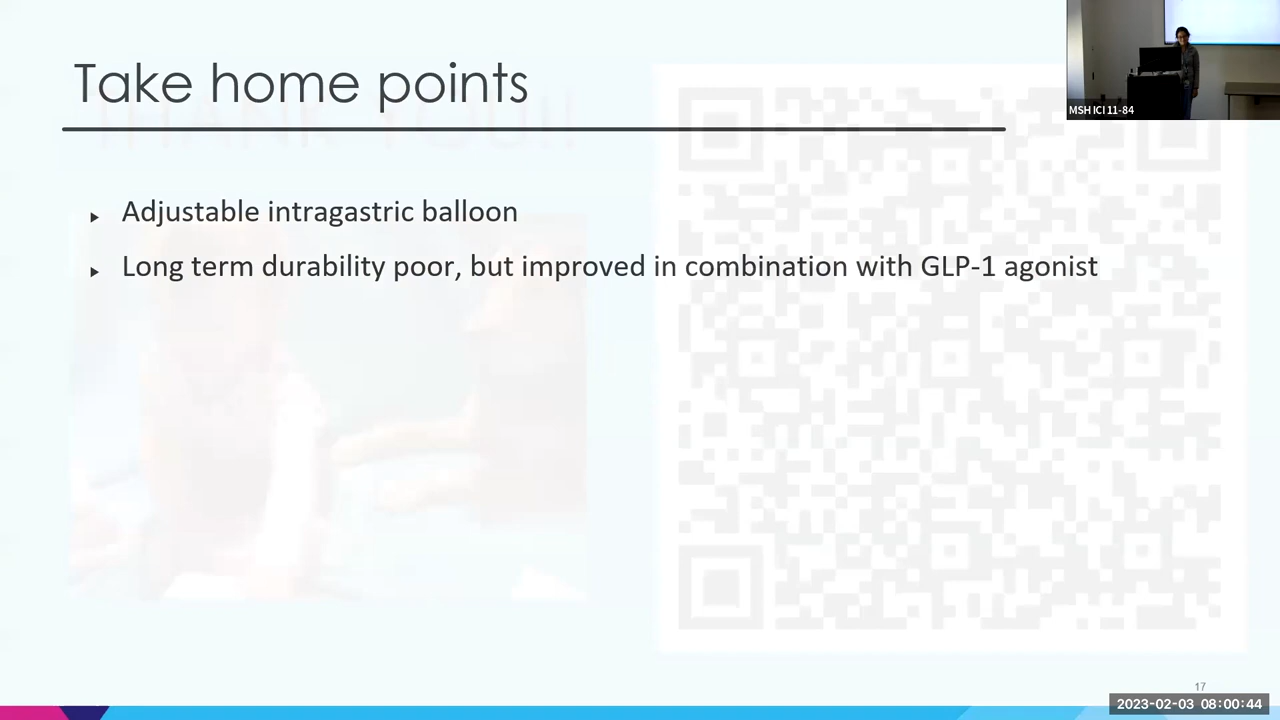 Take home points
MSH ICI 11-84
Adjustable intragastric balloon
Long term durability poor, but improved in combination with GLP-1 agonist
17
2023-02-03 08:00:44